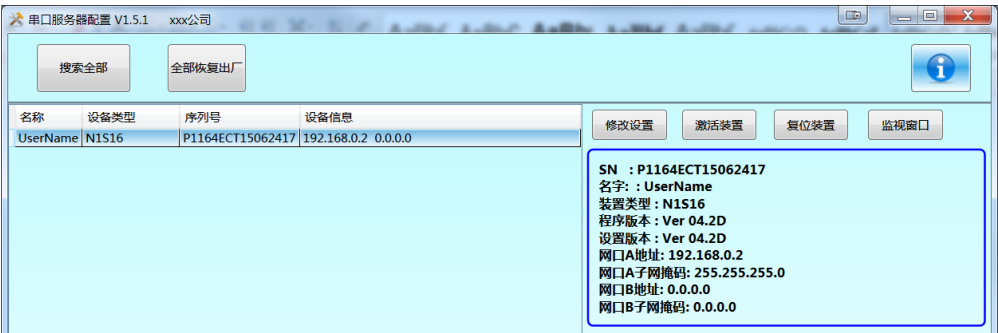 串口服务器配置 V1.5.1 xxx公司
搜索全部 全部恢复出厂
名称 设备类型 序列号 设备信息
UserName N1S16 P1164ECT15062417 192.168.0.2 0.0.0.0
修改设置 激活装置 复位装置 监视窗口
SN : P1164ECT15062417
名字: : UserName
装置类型 : N1S16
程序版本 : Ver 04.2D
设置版本 : Ver 04.2D
网口A地址: 192.168.0.2
网口A子网掩码: 255.255.255.0
网口B地址: 0.0.0.0
网口B子网掩码: 0.0.0.0